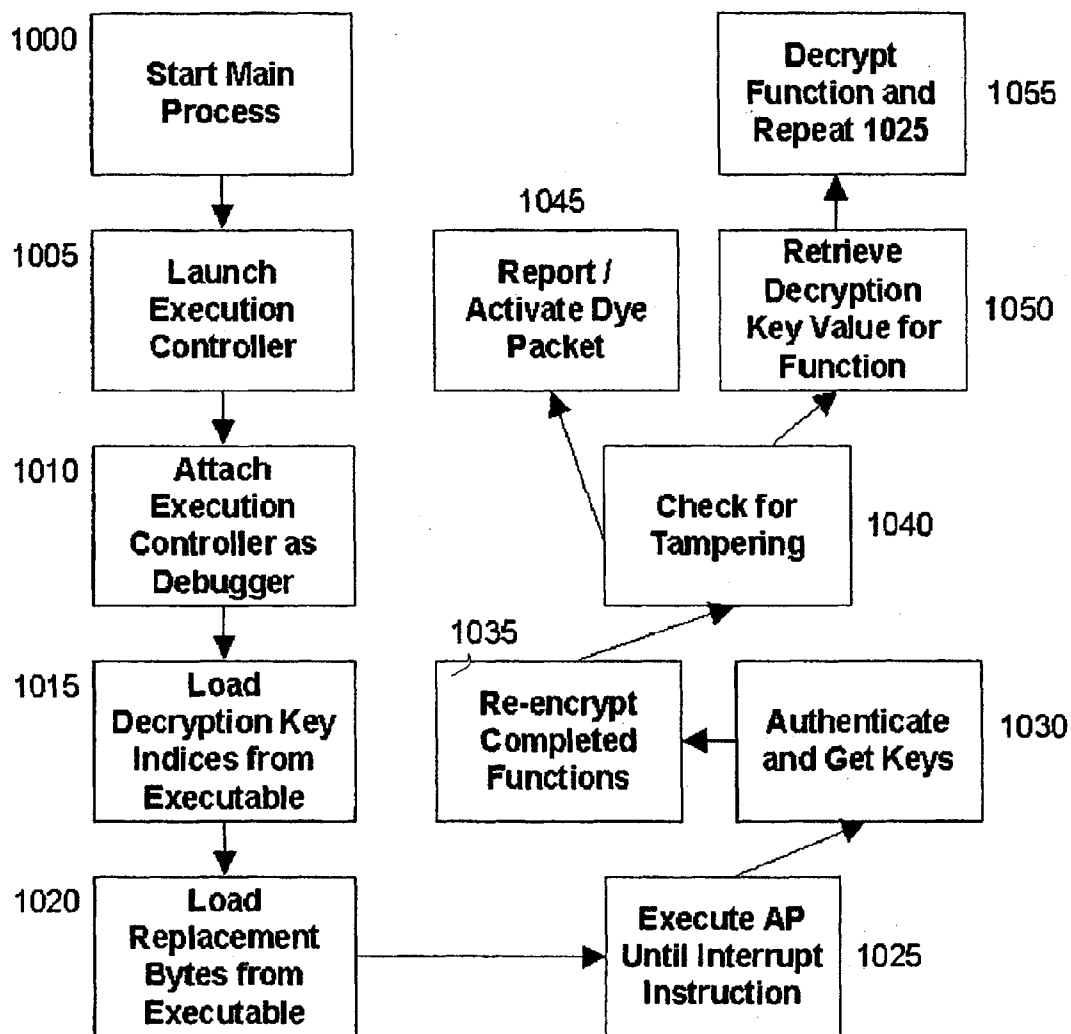 1000
Start Main
Process
1005
Launch
Execution
Controller
1010
Attach
Execution
Controller as
Debugger
1015
Load
Decryption Key
Indices from
Executable
1020
Load
Replacement
Bytes from
Executable
Execute AP
Until Interrupt
Instruction
1025
Authenticate
and Get Keys
1030
1035
Re-encrypt
Completed
Functions
Check for
Tampering
1040
1045
Report /
Activate Dye
Packet
Retrieve
Decryption
Key Value for
Function
1050
Decrypt
Function and
Repeat 1025
1055